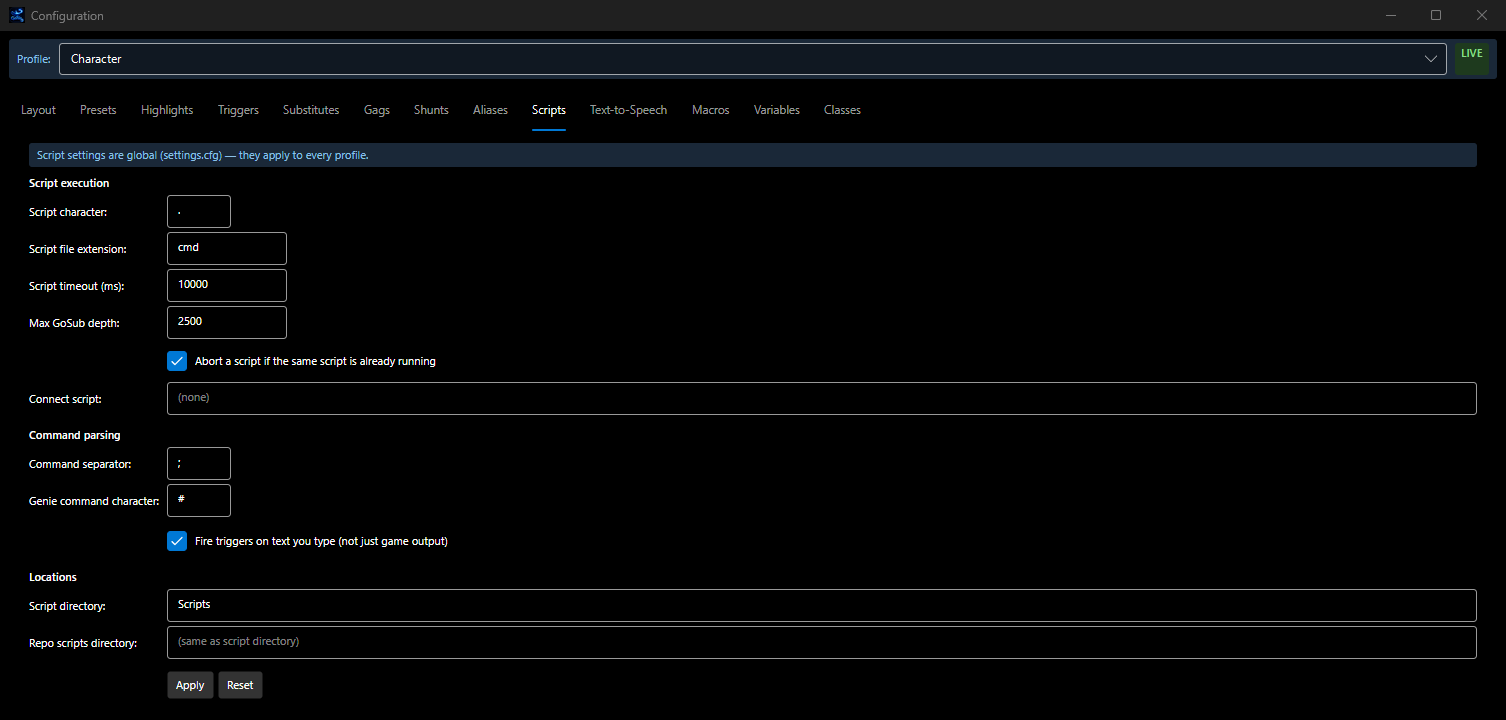 Configuration
Profile: Character LIVE
Layout Presets Highlights Triggers Substitutes Gags Shunts Aliases Scripts Text-to-Speech Macros Variables Classes
Script settings are global (settings.cfg) — they apply to every profile.
Script execution
Script character: .
Script file extension: cmd
Script timeout (ms): 10000
Max GoSub depth: 2500
Abort a script if the same script is already running
Connect script: (none)
Command parsing
Command separator: ;
Genie command character: #
Fire triggers on text you type (not just game output)
Locations
Script directory: Scripts
Repo scripts directory: (same as script directory)
Apply Reset